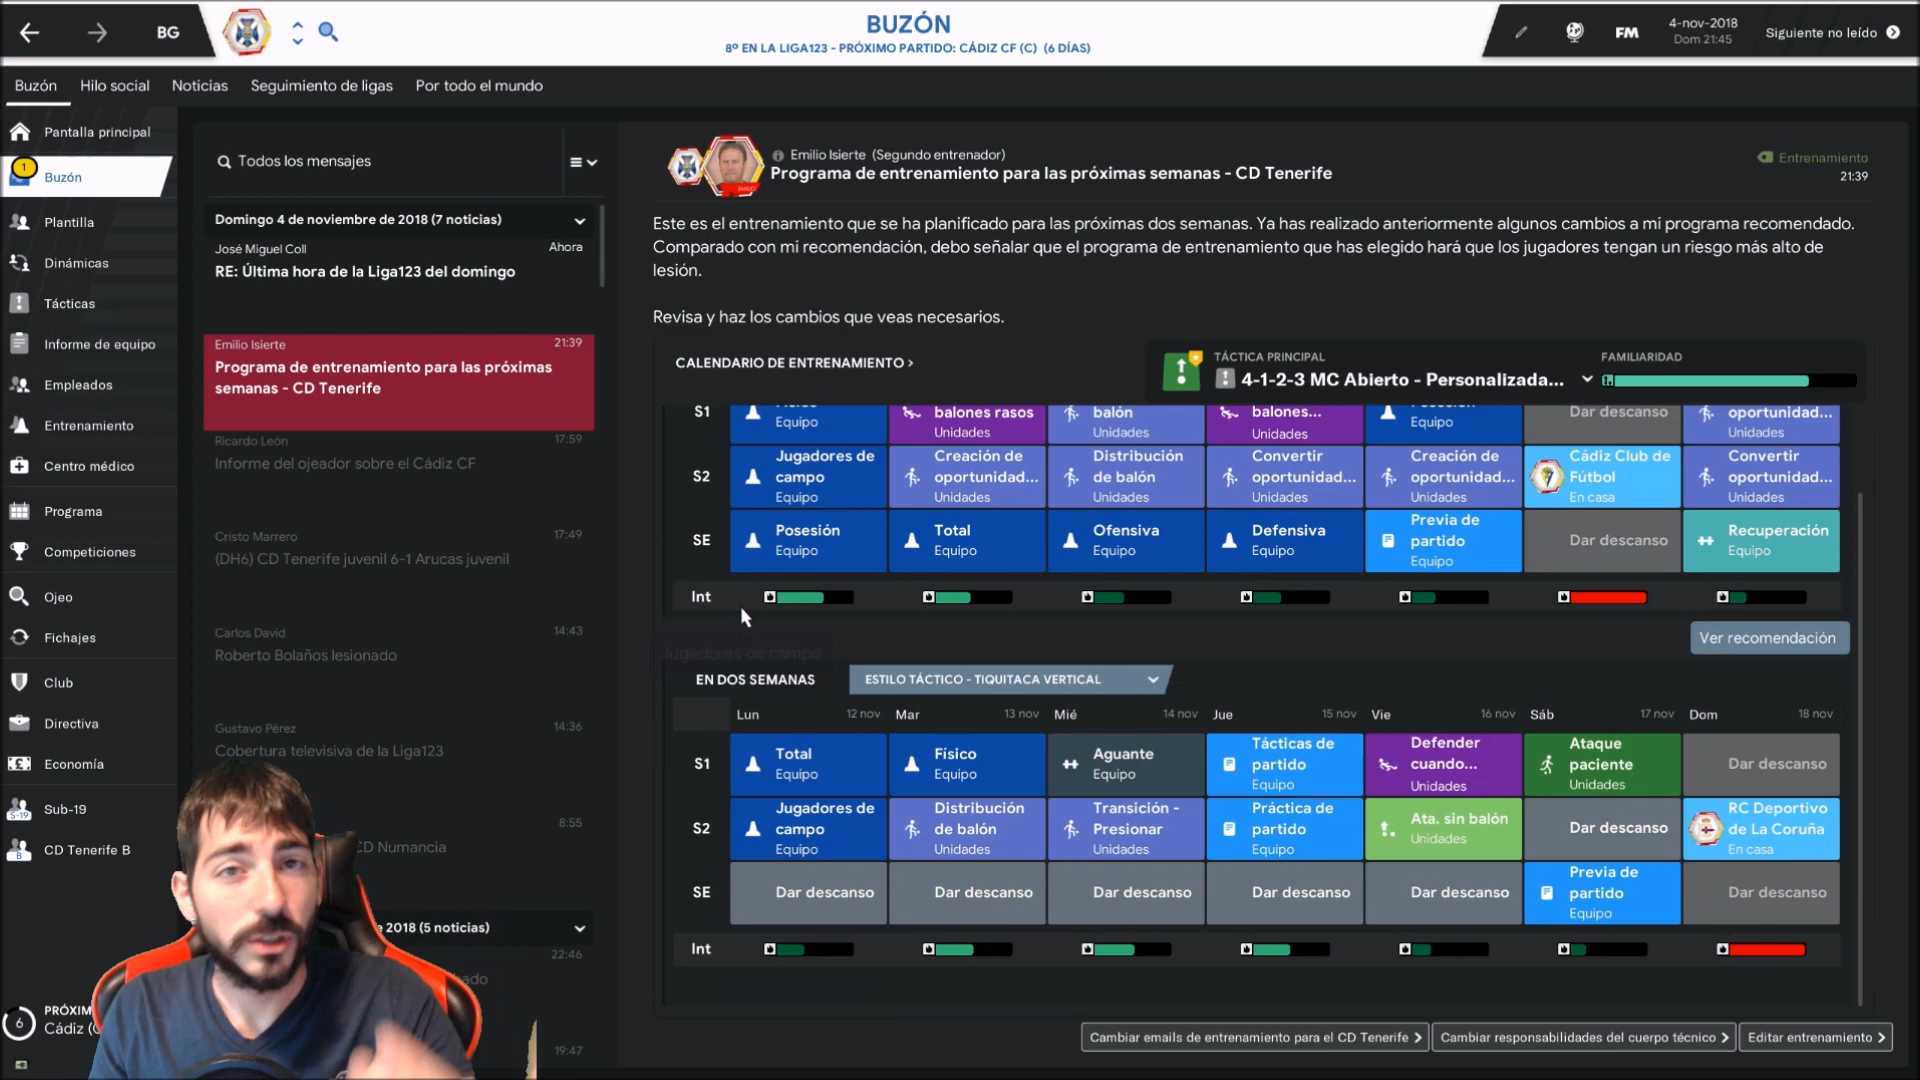 BG
BUZÓN
8º EN LA LIGA123 - PRÓXIMO PARTIDO: CÁDIZ CF (C) (6 DÍAS)
FM
4-nov-2018
Dom 21:45
Siguiente no leído
Buzón
Hilo social
Noticias
Seguimiento de ligas
Por todo el mundo
Pantalla principal
1
Buzón
Plantilla
Dinámicas
Tácticas
Informe de equipo
Empleados
Entrenamiento
Centro médico
Programa
Competiciones
Ojeo
Fichajes
Club
Directiva
Economía
S-19
Sub-19
B
CD Tenerife B
6
PRÓXIM
Cádiz (
Todos los mensajes
Domingo 4 de noviembre de 2018 (7 noticias)
José Miguel Coll
Ahora
RE: Última hora de la Liga123 del domingo
Emilio Isierte
21:39
Programa de entrenamiento para las próximas
semanas - CD Tenerife
Ricardo León
17:59
Informe del ojeador sobre el Cádiz CF
Cristo Marrero
17:49
(DH6) CD Tenerife juvenil 6-1 Arucas juvenil
Carlos David
14:43
Roberto Bolaños lesionado
Gustavo Pérez
14:36
Cobertura televisiva de la Liga123
8:55
CD Numancia
2018 (5 noticias)
22:46
19:47
Emilio Isierte (Segundo entrenador)
Programa de entrenamiento para las próximas semanas - CD Tenerife
Entrenamiento
21:39
Este es el entrenamiento que se ha planificado para las próximas dos semanas. Ya has realizado anteriormente algunos cambios a mi programa recomendado.
Comparado con mi recomendación, debo señalar que el programa de entrenamiento que has elegido hará que los jugadores tengan un riesgo más alto de
lesión.
Revisa y haz los cambios que veas necesarios.
CALENDARIO DE ENTRENAMIENTO >
TÁCTICA PRINCIPAL
4-1-2-3 MC Abierto - Personalizada...
FAMILIARIDAD
S1
Equipo
balones rasos
Unidades
balón
Unidades
balones...
Unidades
Equipo
Dar descanso
oportunidad...
Unidades
S2
Jugadores de
campo
Equipo
Creación de
oportunidad...
Unidades
Distribución
de balón
Unidades
Convertir
oportunidad...
Unidades
Creación de
oportunidad...
Unidades
Cádiz Club de
Fútbol
En casa
Convertir
oportunidad...
Unidades
SE
Posesión
Equipo
Total
Equipo
Ofensiva
Equipo
Defensiva
Equipo
Previa de
partido
Equipo
Dar descanso
Recuperación
Equipo
Int
Ver recomendación
Jugadores de campo
EN DOS SEMANAS
ESTILO TÁCTICO - TIQUITACA VERTICAL
Lun 12 nov
Mar 13 nov
Mié 14 nov
Jue 15 nov
Vie 16 nov
Sáb 17 nov
Dom 18 nov
S1
Total
Equipo
Físico
Equipo
Aguante
Equipo
Tácticas de
partido
Equipo
Defender
cuando...
Unidades
Ataque
paciente
Unidades
Dar descanso
S2
Jugadores de
campo
Equipo
Distribución
de balón
Unidades
Transición -
Presionar
Unidades
Práctica de
partido
Equipo
Ata. sin balón
Unidades
Dar descanso
RC Deportivo
de La Coruña
En casa
SE
Dar descanso
Dar descanso
Dar descanso
Dar descanso
Dar descanso
Previa de
partido
Equipo
Dar descanso
Int
Cambiar emails de entrenamiento para el CD Tenerife >
Cambiar responsabilidades del cuerpo técnico >
Editar entrenamiento >